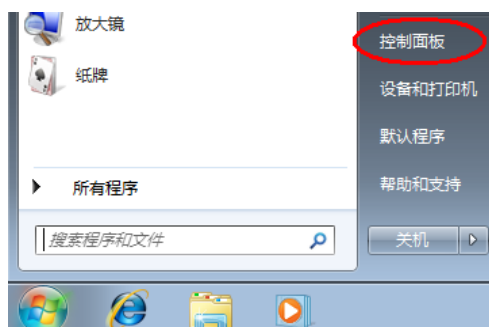 放大镜
纸牌
所有程序
搜索程序和文件
控制面板
设备和打印机
默认程序
帮助和支持
关机